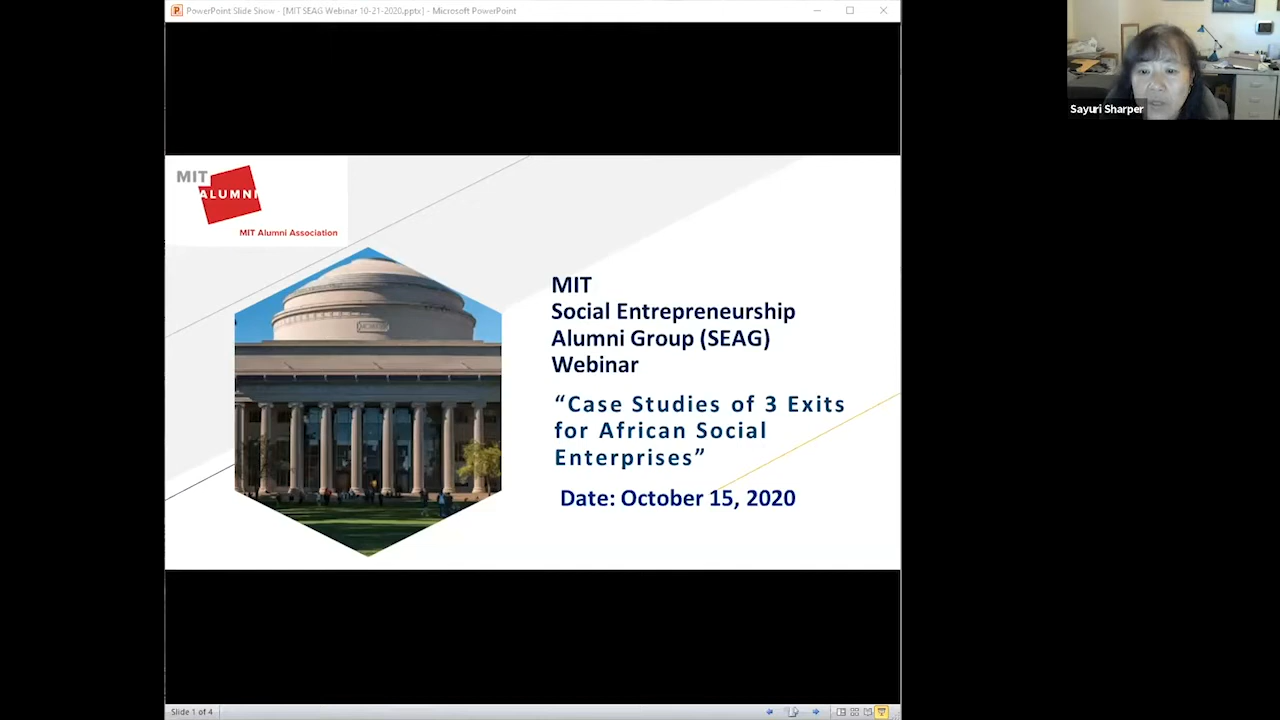 PowerPoint Slide Show - [MIT SEAG Webinar 10-21-2020.pptx] - Microsoft PowerPoint
Sayuri Sharper
MIT
ALUMNI
MIT Alumni Association
MIT
Social Entrepreneurship
Alumni Group (SEAG)
Webinar
“Case Studies of 3 Exits
for African Social
Enterprises”
Date: October 15, 2020
Slide 1 of 4